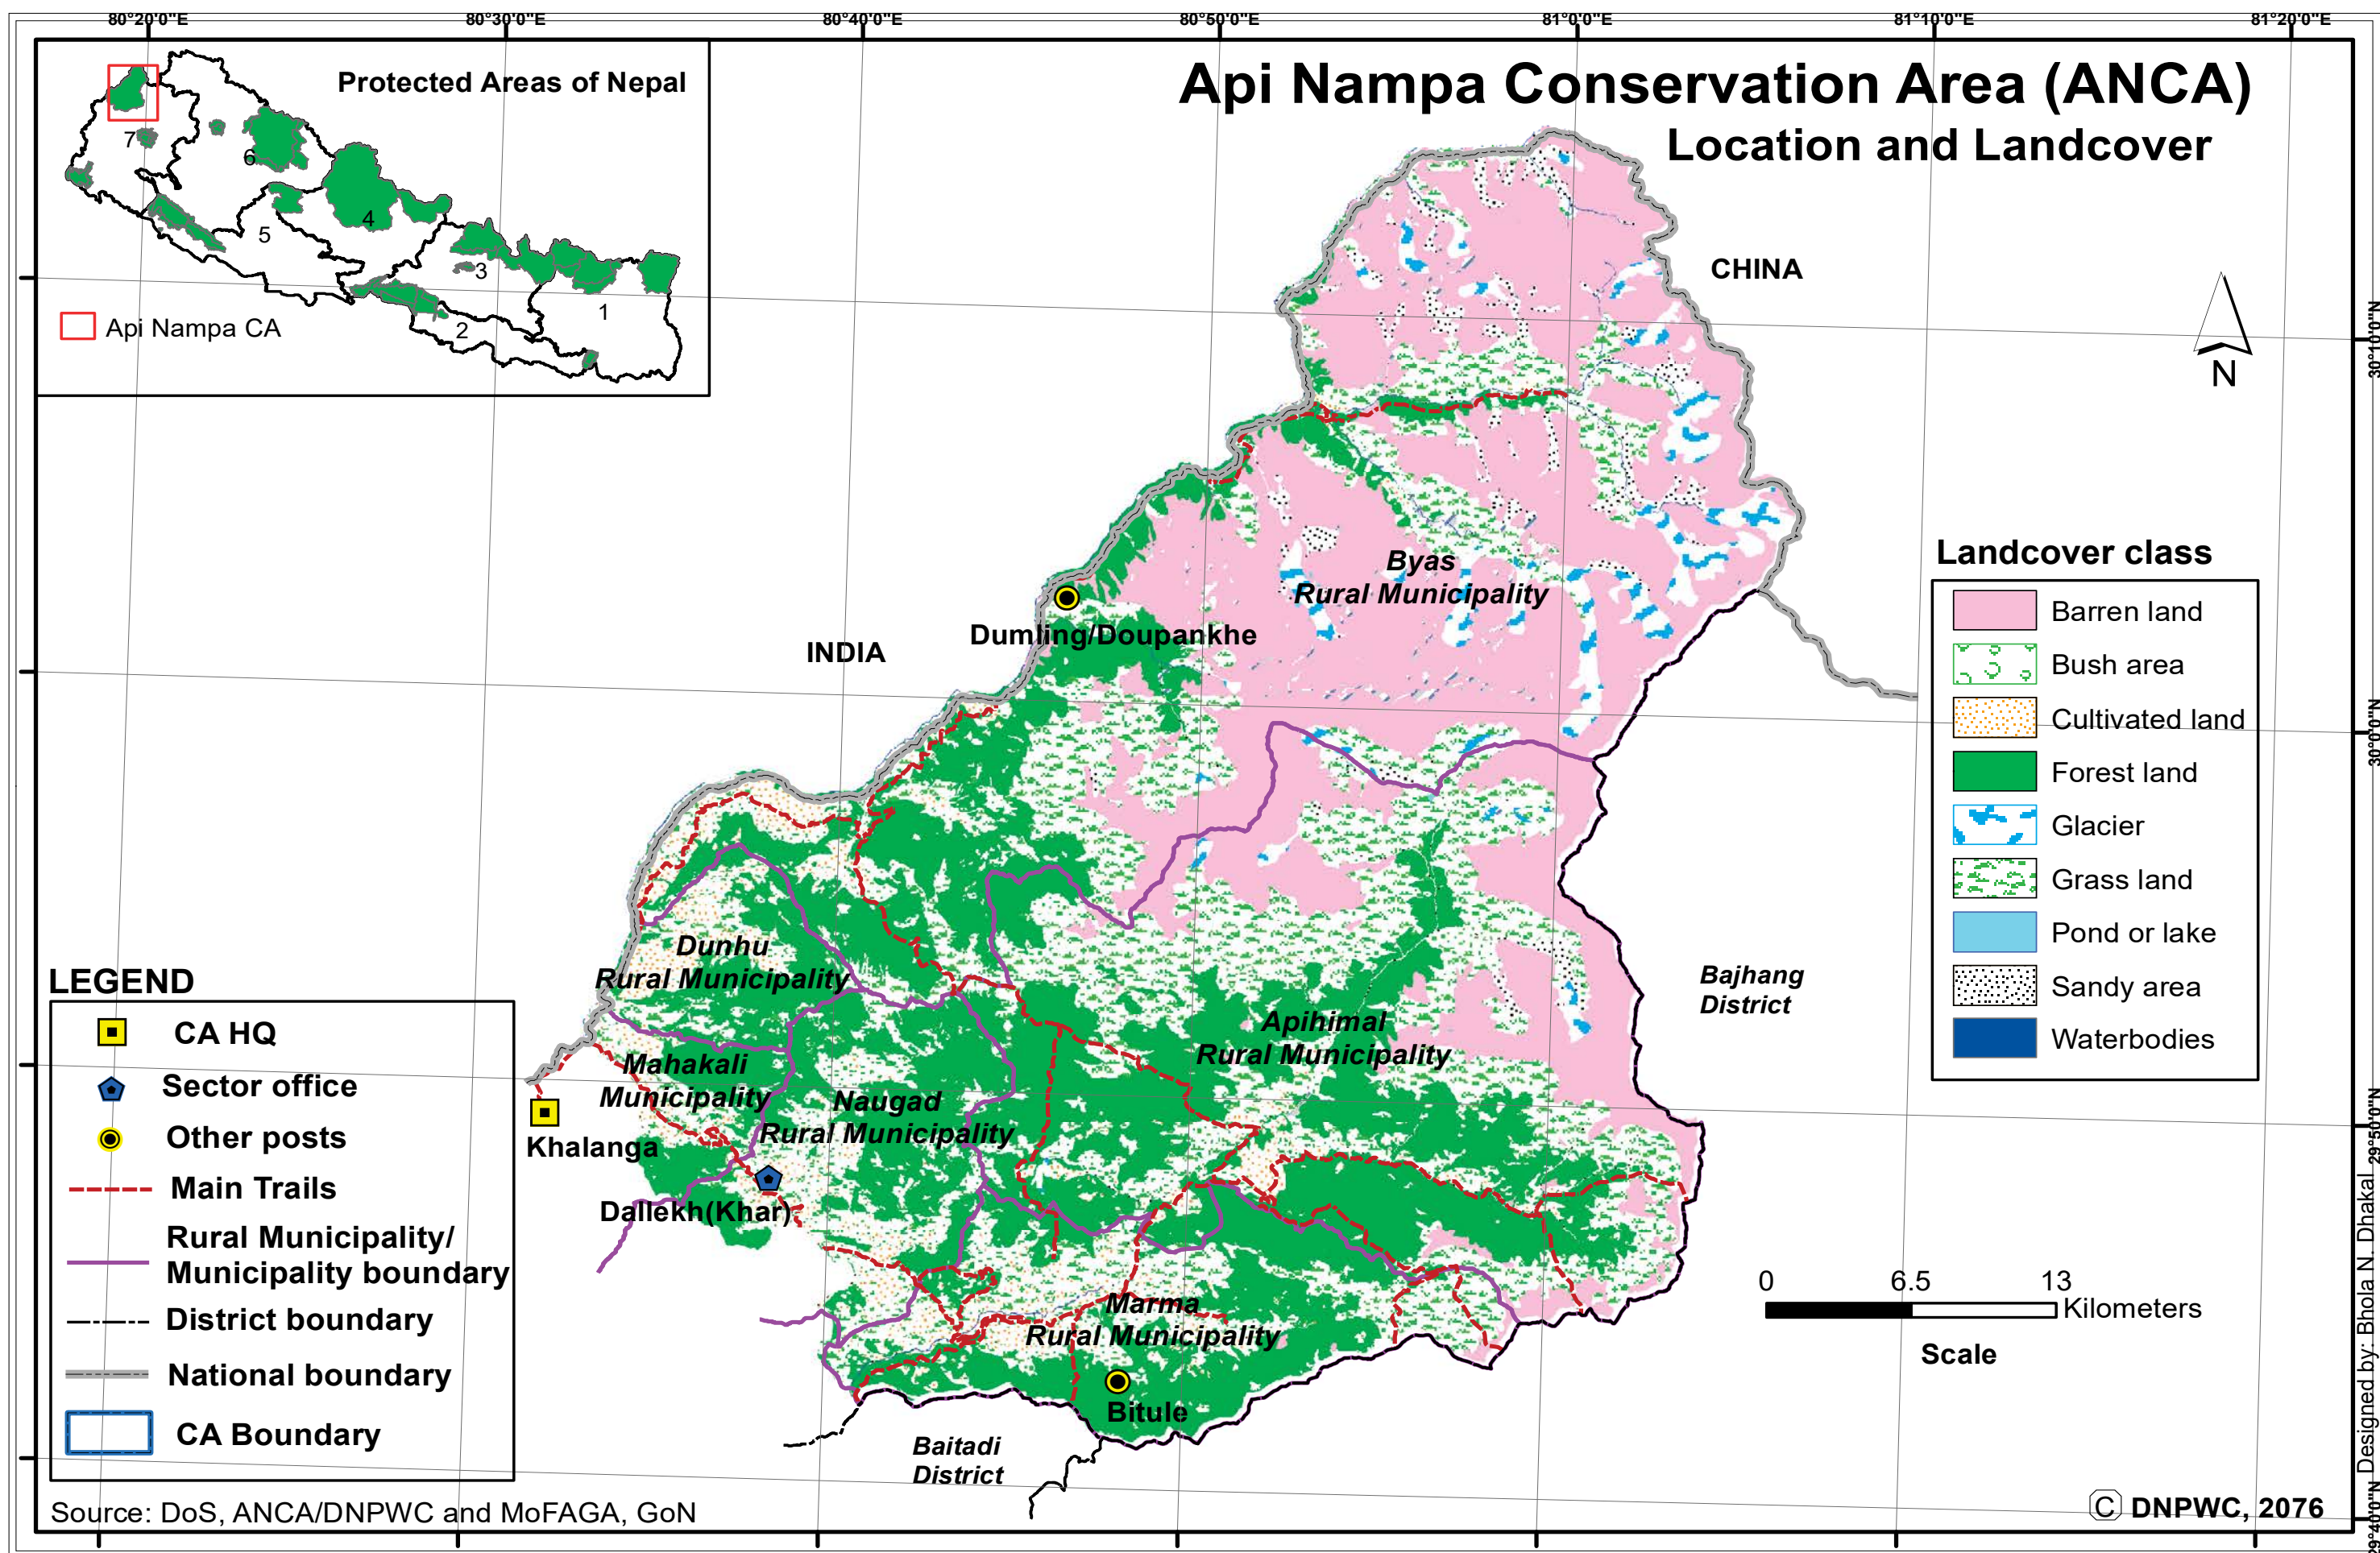 80°20'0"E
80°30'0"E
80°40'0"E
80°50'0"E
81°0'0"E
81°10'0"E
81°20'0"E
Protected Areas of Nepal
7
6
5
4
3
2
1
Api Nampa CA
Api Nampa Conservation Area (ANCA)
Location and Landcover
CHINA
N
30°10'0"N
INDIA
Byas
Rural Municipality
Dumling/Doupankhe
Landcover class
Barren land
Bush area
Cultivated land
Forest land
Glacier
Grass land
Pond or lake
Sandy area
Waterbodies
30°0'0"N
Dunhu
Rural Municipality
Bajhang
District
Apihimal
Rural Municipality
Mahakali
Municipality
Naugad
Rural Municipality
Khalanga
Dallekh(Khar)
29°50'0"N
Marma
Rural Municipality
Bitule
Baitadi
District
LEGEND
CA HQ
Sector office
Other posts
Main Trails
Rural Municipality/
Municipality boundary
District boundary
National boundary
CA Boundary
0 6.5 13
Kilometers
Scale
Source: DoS, ANCA/DNPWC and MoFAGA, GoN
© DNPWC, 2076
Designed by: Bhola N. Dhakal
29°40'0"N